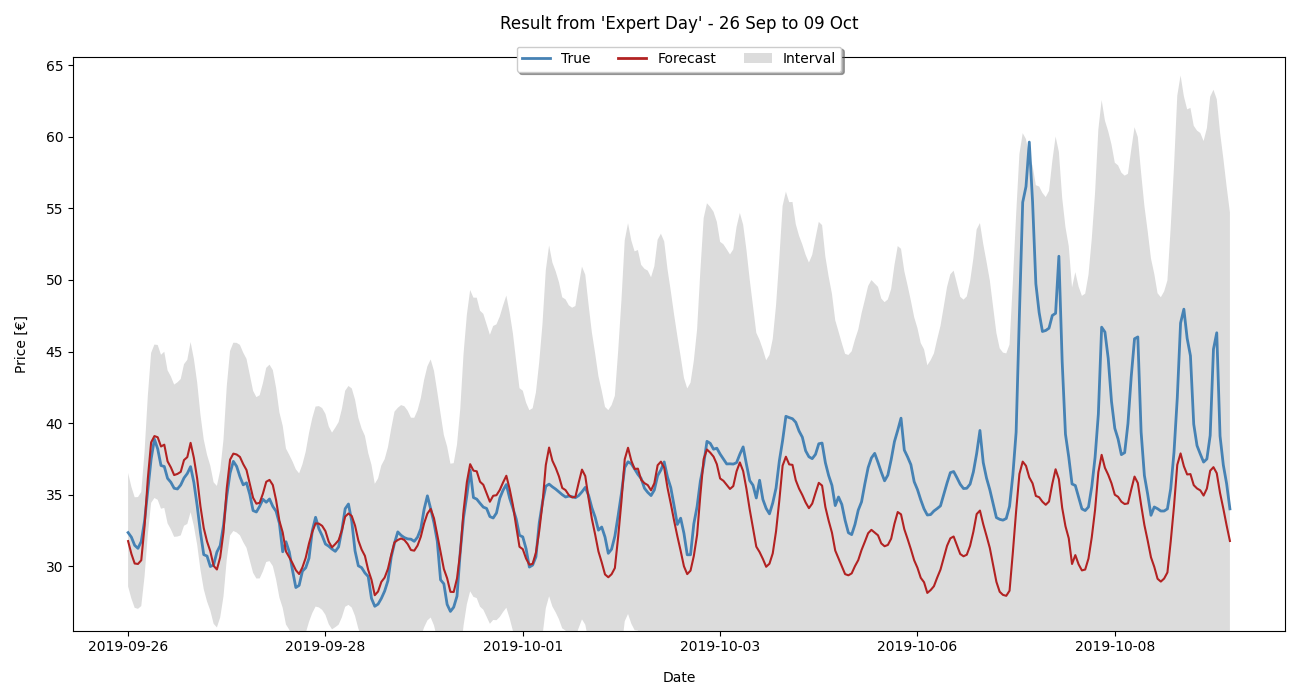 Result from 'Expert Day' - 26 Sep to 09 Oct
True Forecast Interval
65
60
55
50
45
40
35
30
Price [€]
2019-09-26 2019-09-28 2019-10-01 2019-10-03 2019-10-06 2019-10-08
Date